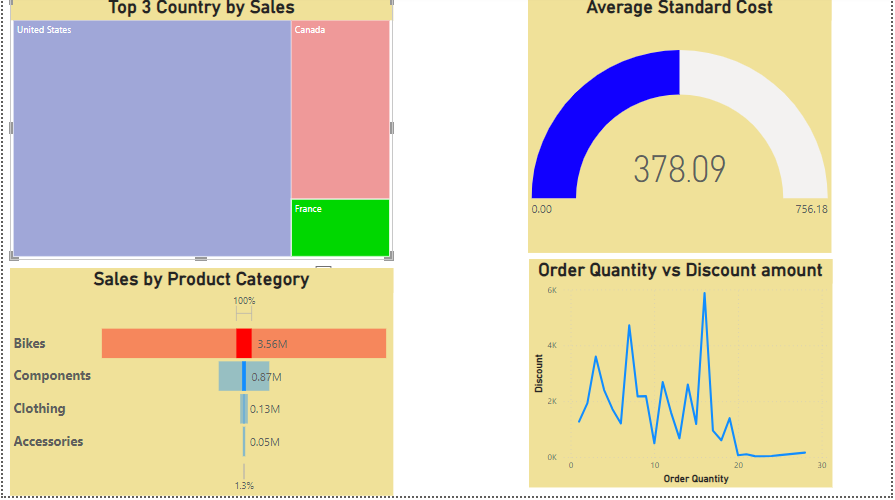 Top 3 Country by Sales
United States
Canada
France
Average Standard Cost
378.09
0.00
756.18
Sales by Product Category
100%
Bikes
3.56M
Components
0.87M
Clothing
0.13M
Accessories
0.05M
1.3%
Order Quantity vs Discount amount
6K
4K
2K
0K
Discount
0
10
20
30
Order Quantity